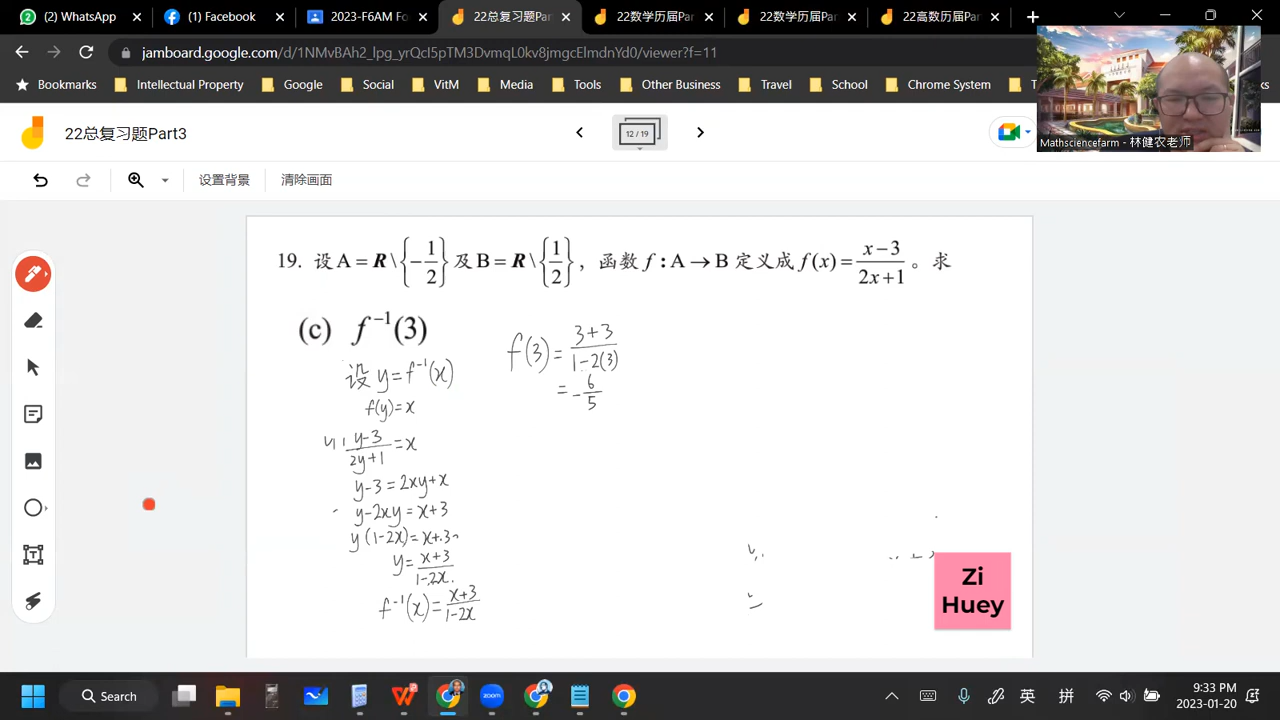 (2) WhatsApp
(1) Facebook
2023-F6AM Fo
22总复习题Part
22数学历届Par
22数学历届Par
22高数历届Par
jamboard.google.com/d/1NMvBAh2_lpg_yrOcI5pTM3DvmqL0kv8jmgcElmdnYd0/viewer?f=11
Bookmarks
Intellectual Property
Google
Social
VitM
Media
Tools
Other Business
Travel
School
Chrome System
Mathsciencefarm - 林健农老师
22总复习题Part3
12 / 19
设置背景
清除画面
19. 设 A = R \ {-1/2} 及 B = R \ {1/2}，函数 f : A → B 定义成 f(x) = (x-3)/(2x+1)。求
(c) f⁻¹(3)
设 y = f⁻¹(x)
f(y) = x
(y-3)/(2y+1) = x
y-3 = 2xy+x
y-2xy = x+3
y(1-2x) = x+3
y = (x+3)/(1-2x)
f⁻¹(x) = (x+3)/(1-2x)
f(3) = (3+3)/(1-2(3))
= -6/5
Zi
Huey
Search
英
拼
9:33 PM
2023-01-20